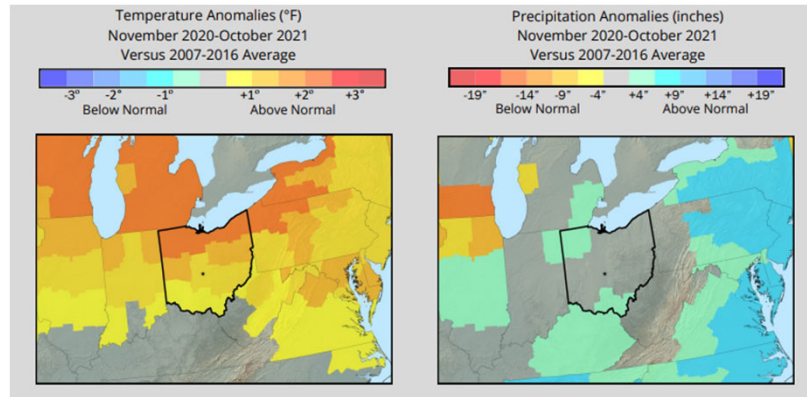 Temperature Anomalies (°F)
November 2020-October 2021
Versus 2007-2016 Average
-3° -2° -1° +1° +2° +3°
Below Normal Above Normal
Precipitation Anomalies (inches)
November 2020-October 2021
Versus 2007-2016 Average
-19" -14" -9" -4" +4" +9" +14" +19"
Below Normal Above Normal